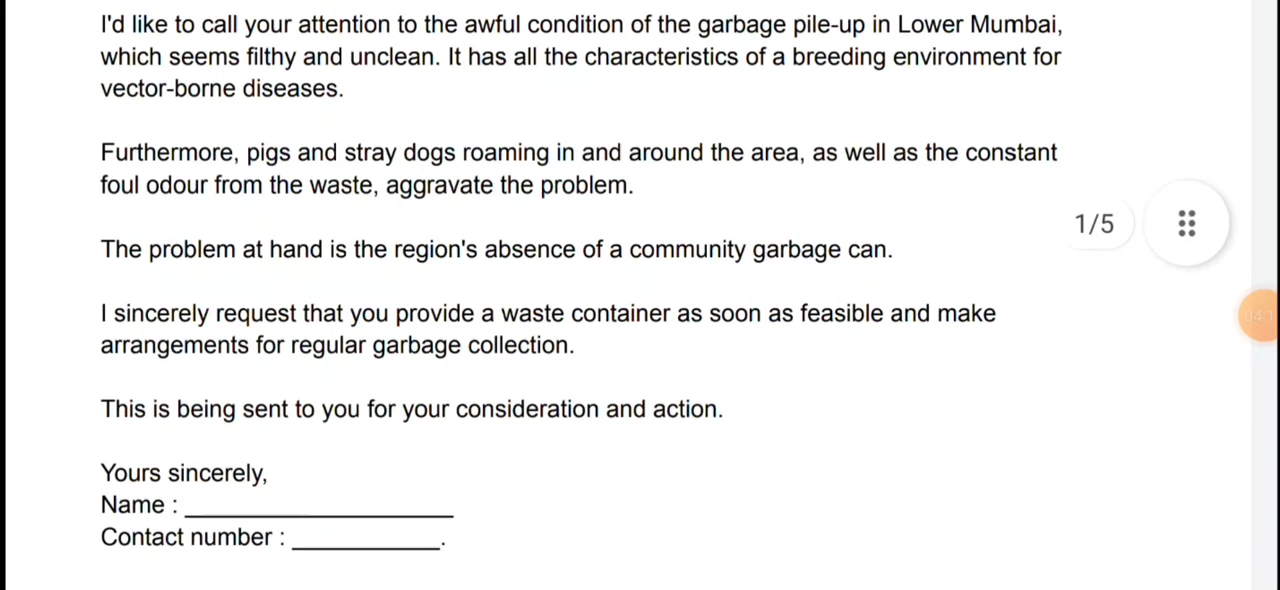 I'd like to call your attention to the awful condition of the garbage pile-up in Lower Mumbai,
which seems filthy and unclean. It has all the characteristics of a breeding environment for
vector-borne diseases.
Furthermore, pigs and stray dogs roaming in and around the area, as well as the constant
foul odour from the waste, aggravate the problem.
1/5
The problem at hand is the region's absence of a community garbage can.
I sincerely request that you provide a waste container as soon as feasible and make
arrangements for regular garbage collection.
This is being sent to you for your consideration and action.
Yours sincerely,
Name : ____________________
Contact number : ___________.